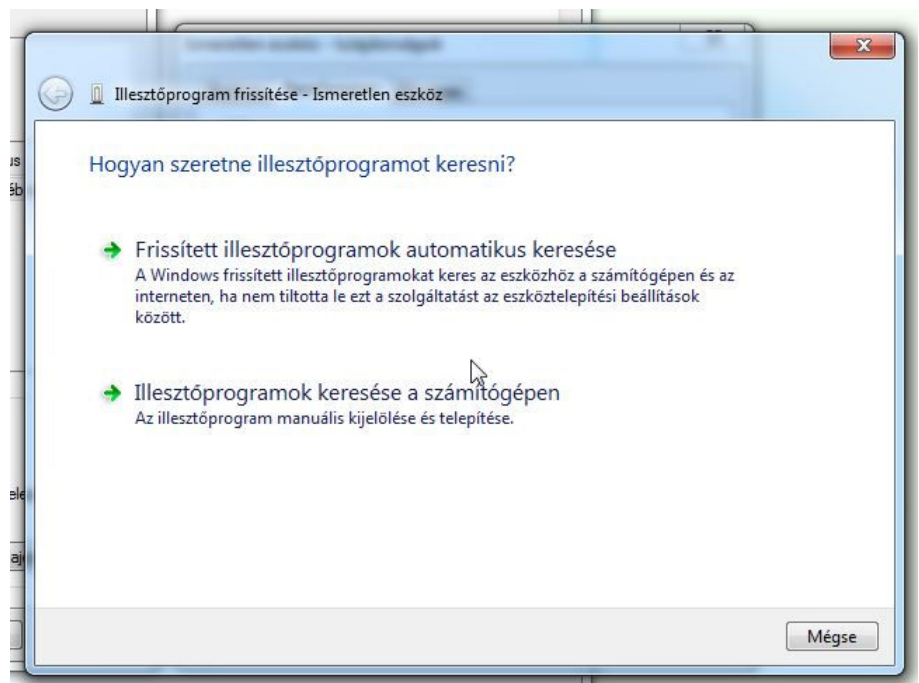 Illesztőprogram frissítése - Ismeretlen eszköz
Hogyan szeretne illesztőprogramot keresni?
Frissített illesztőprogramok automatikus keresése
A Windows frissített illesztőprogramokat keres az eszközhöz a számítógépen és az
interneten, ha nem tiltotta le ezt a szolgáltatást az eszköztelepítési beállítások
között.
Illesztőprogramok keresése a számítógépen
Az illesztőprogram manuális kijelölése és telepítése.
Mégse